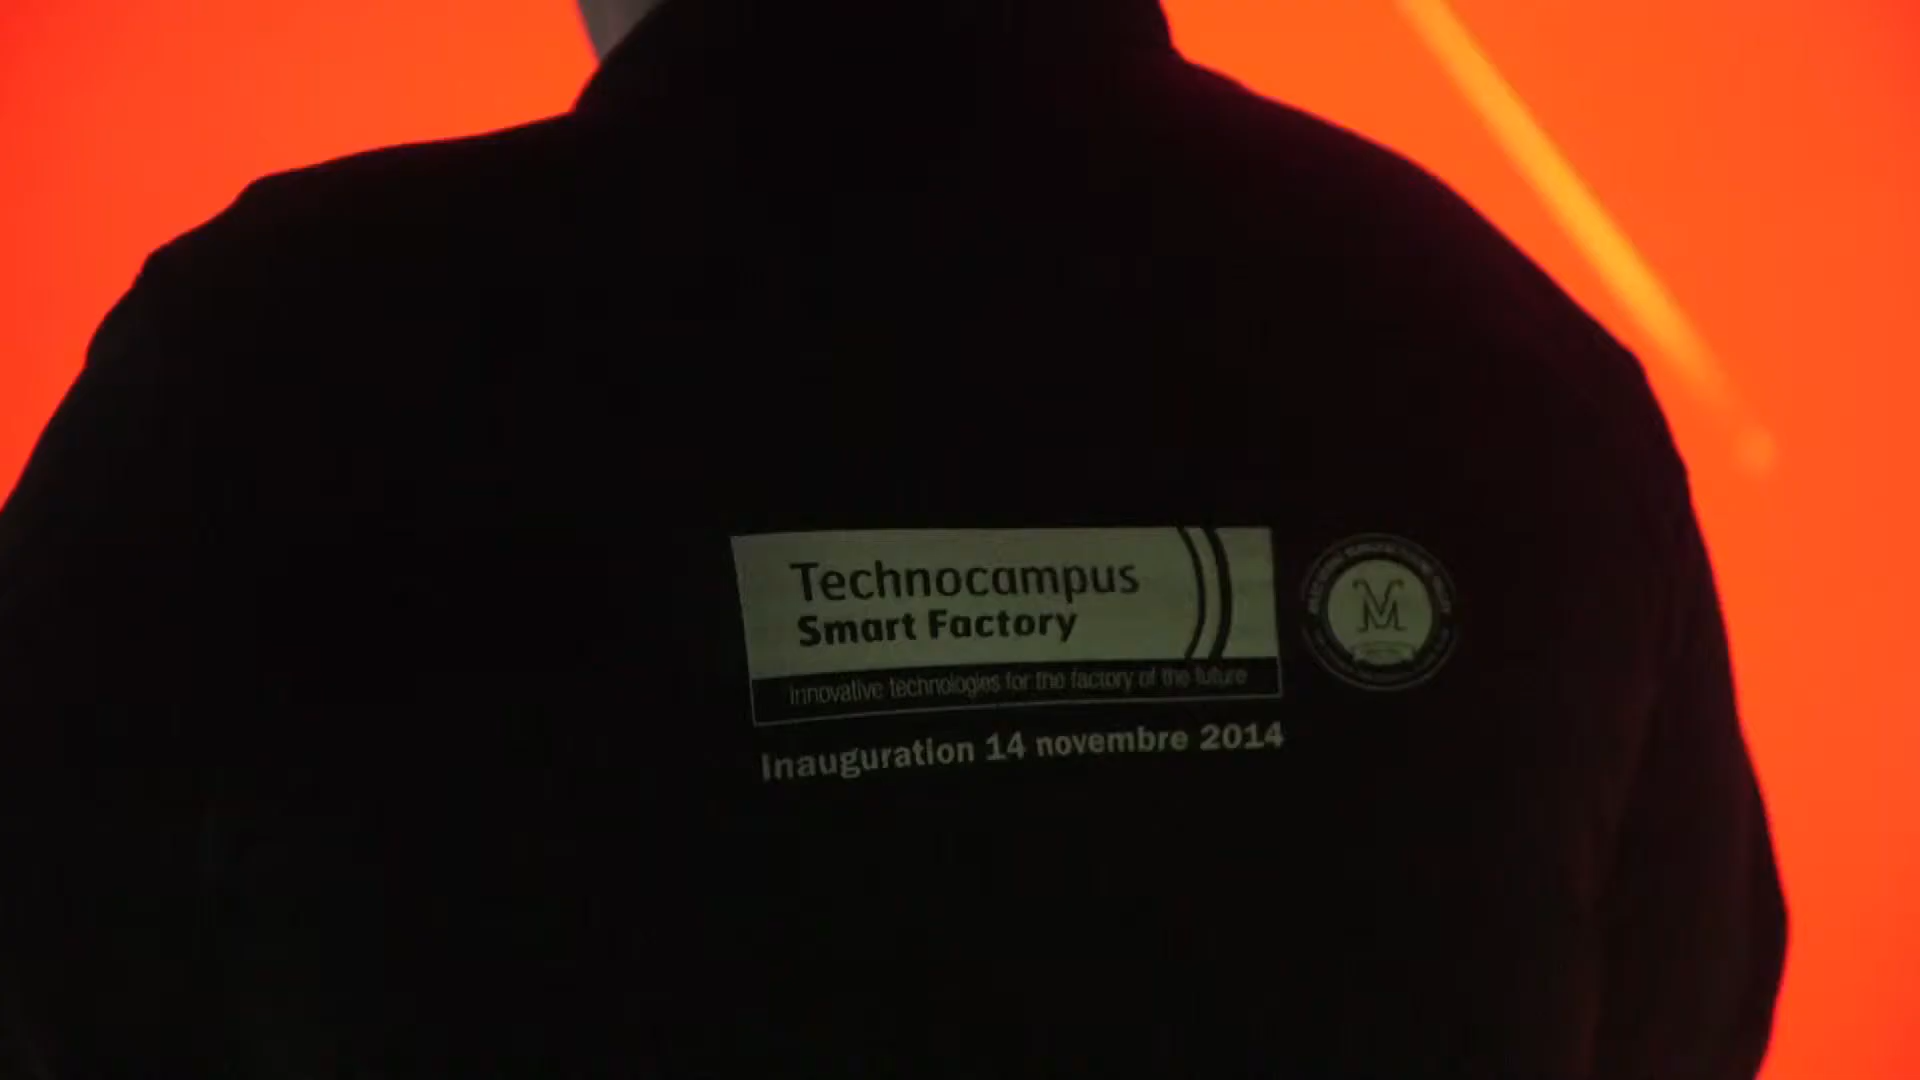 Technocampus
Smart Factory
Innovative technologies for the factory of the future
Inauguration 14 novembre 2014
M